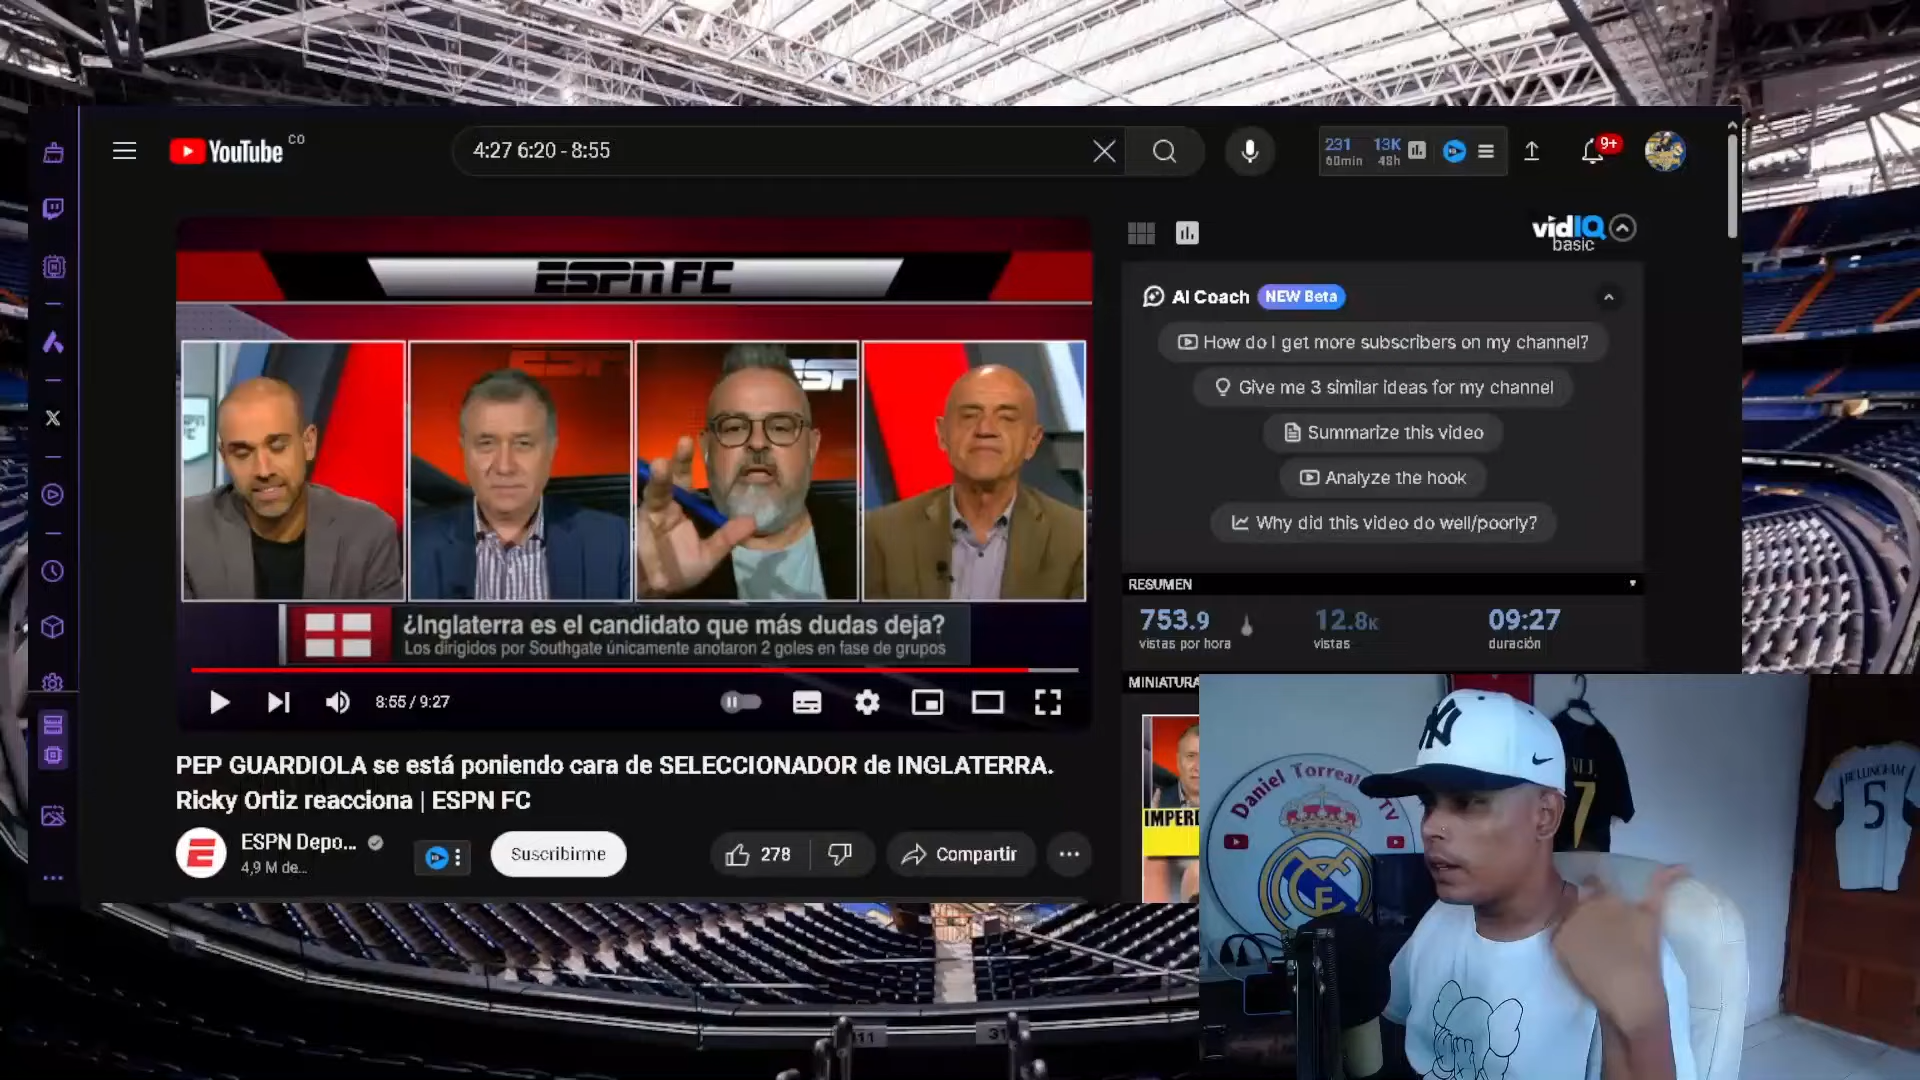 YouTube CO
4:27 6:20 - 8:55
231 13K
60min 48h
9+
vidIQ
basic
ESPN FC
AI Coach NEW Beta
How do I get more subscribers on my channel?
Give me 3 similar ideas for my channel
Summarize this video
Analyze the hook
Why did this video do well/poorly?
¿Inglaterra es el candidato que más dudas deja?
Los dirigidos por Southgate únicamente anotaron 2 goles en fase de grupos
RESUMEN
753.9 12.8K 09:27
vistas por hora vistas duración
8:55 / 9:27
MINIATURA
PEP GUARDIOLA se está poniendo cara de SELECCIONADOR de INGLATERRA.
Ricky Ortiz reacciona | ESPN FC
ESPN Depo...
4,9 M de...
Suscribirme
278
Compartir
IMPER
Daniel Torreal
TV
NY
7
BELLINGHAM
5
11
31